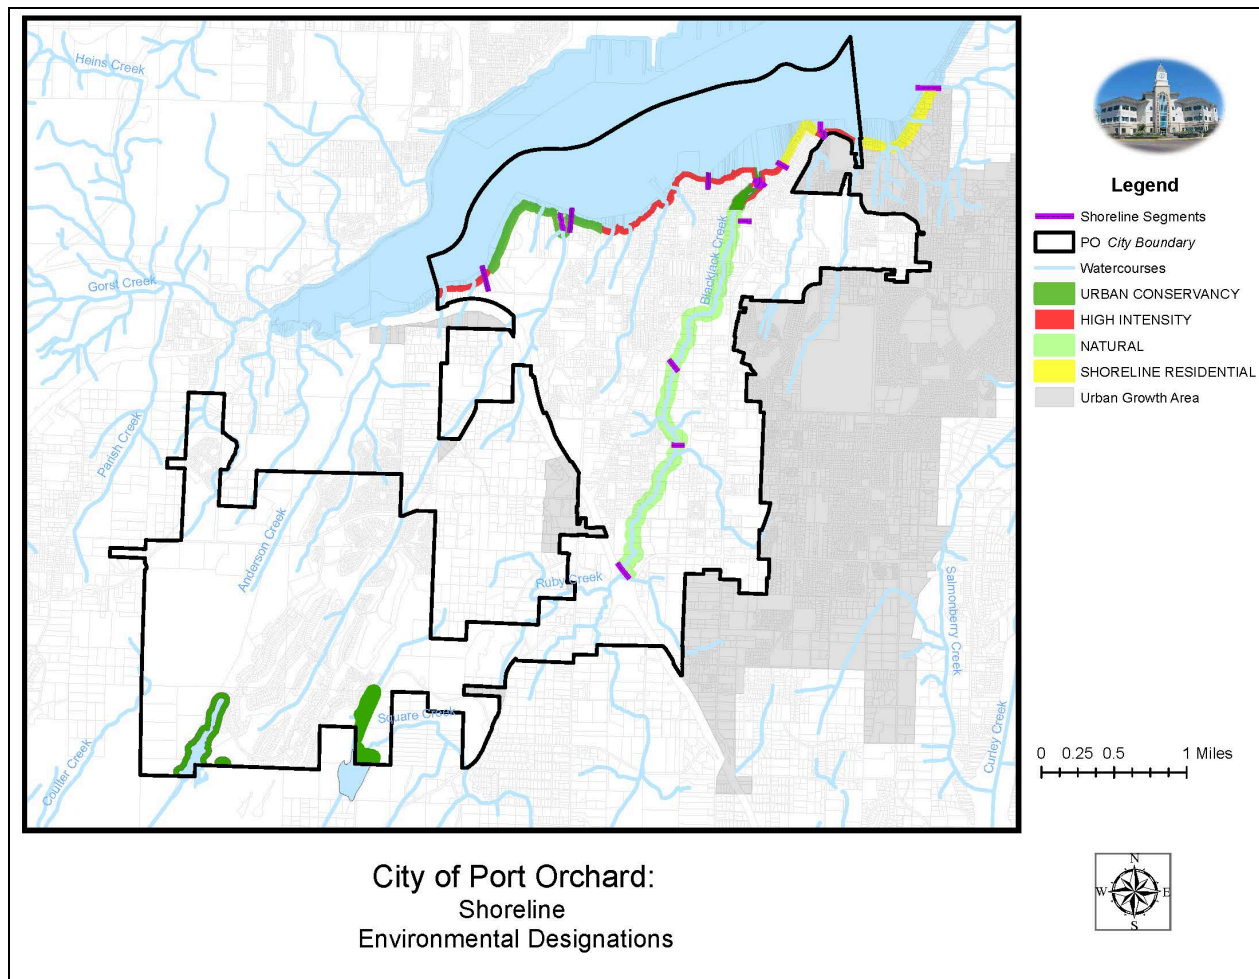 Heins Creek
Gorst Creek
Blackjack Creek
Parish Creek
Anderson Creek
Ruby Creek
Salmonberry Creek
Square Creek
Coulter Creek
Curley Creek
Legend
Shoreline Segments
PO City Boundary
Watercourses
URBAN CONSERVANCY
HIGH INTENSITY
NATURAL
SHORELINE RESIDENTIAL
Urban Growth Area
0 0.25 0.5 1 Miles
N
W E
S
City of Port Orchard:
Shoreline
Environmental Designations